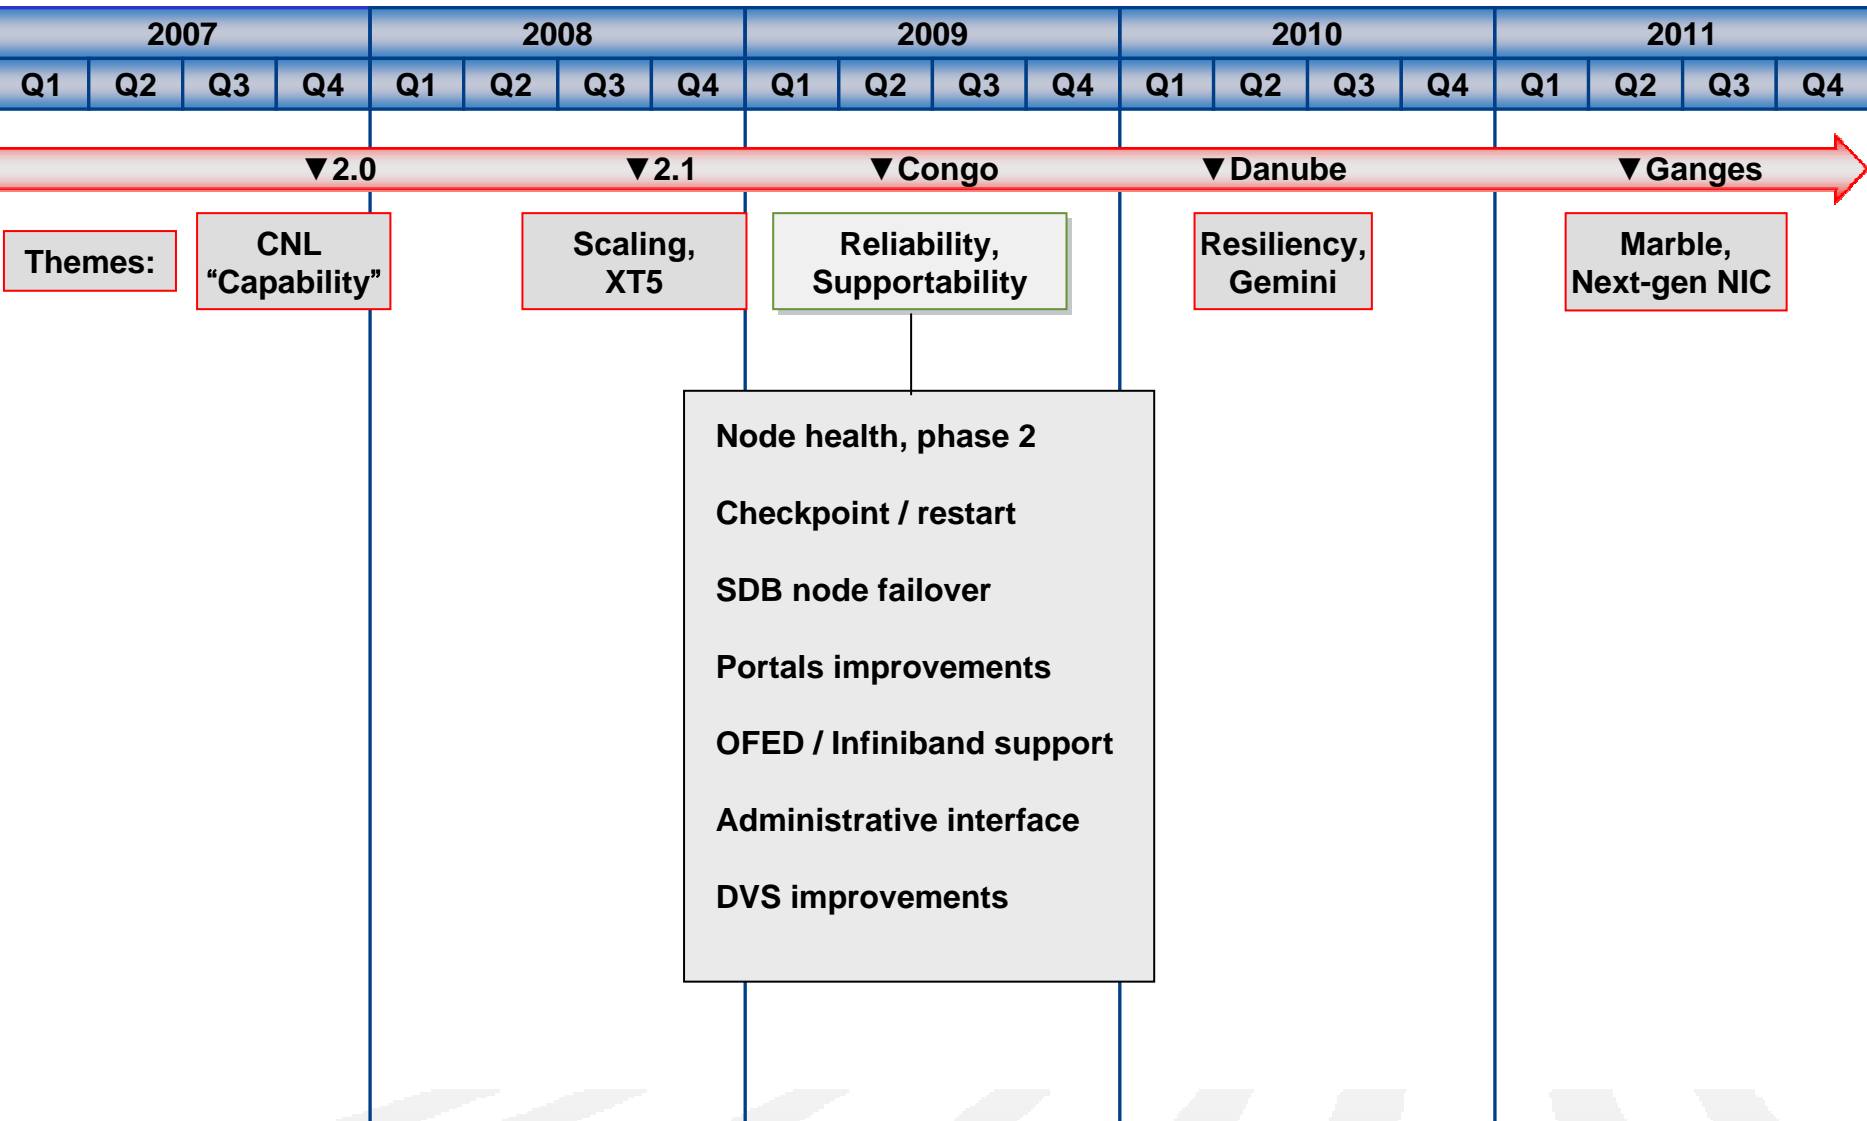 2007 2008 2009 2010 2011
Q1 Q2 Q3 Q4 Q1 Q2 Q3 Q4 Q1 Q2 Q3 Q4 Q1 Q2 Q3 Q4 Q1 Q2 Q3 Q4
▼2.0 ▼2.1 ▼Congo ▼Danube ▼Ganges
Themes:
CNL
“Capability”
Scaling,
XT5
Reliability,
Supportability
Resiliency,
Gemini
Marble,
Next-gen NIC
Node health, phase 2
Checkpoint / restart
SDB node failover
Portals improvements
OFED / Infiniband support
Administrative interface
DVS improvements